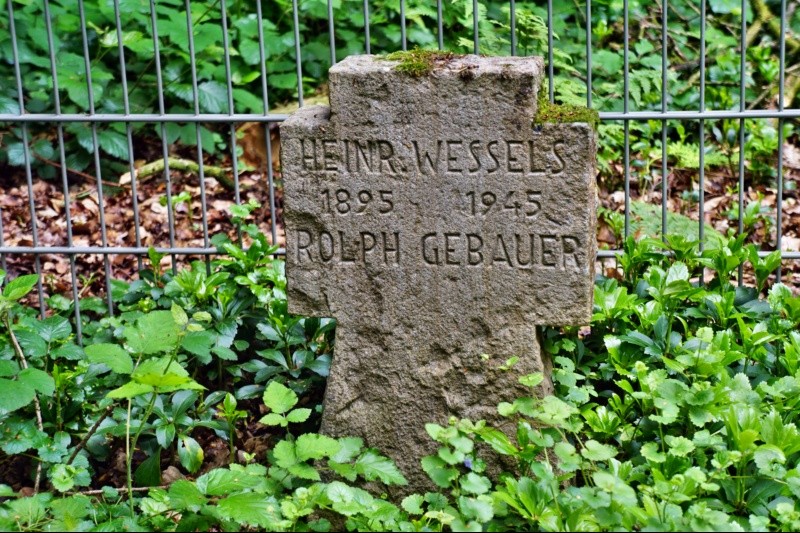 HEINR. WESSELS
1895 1945
ROLPH GEBAUER